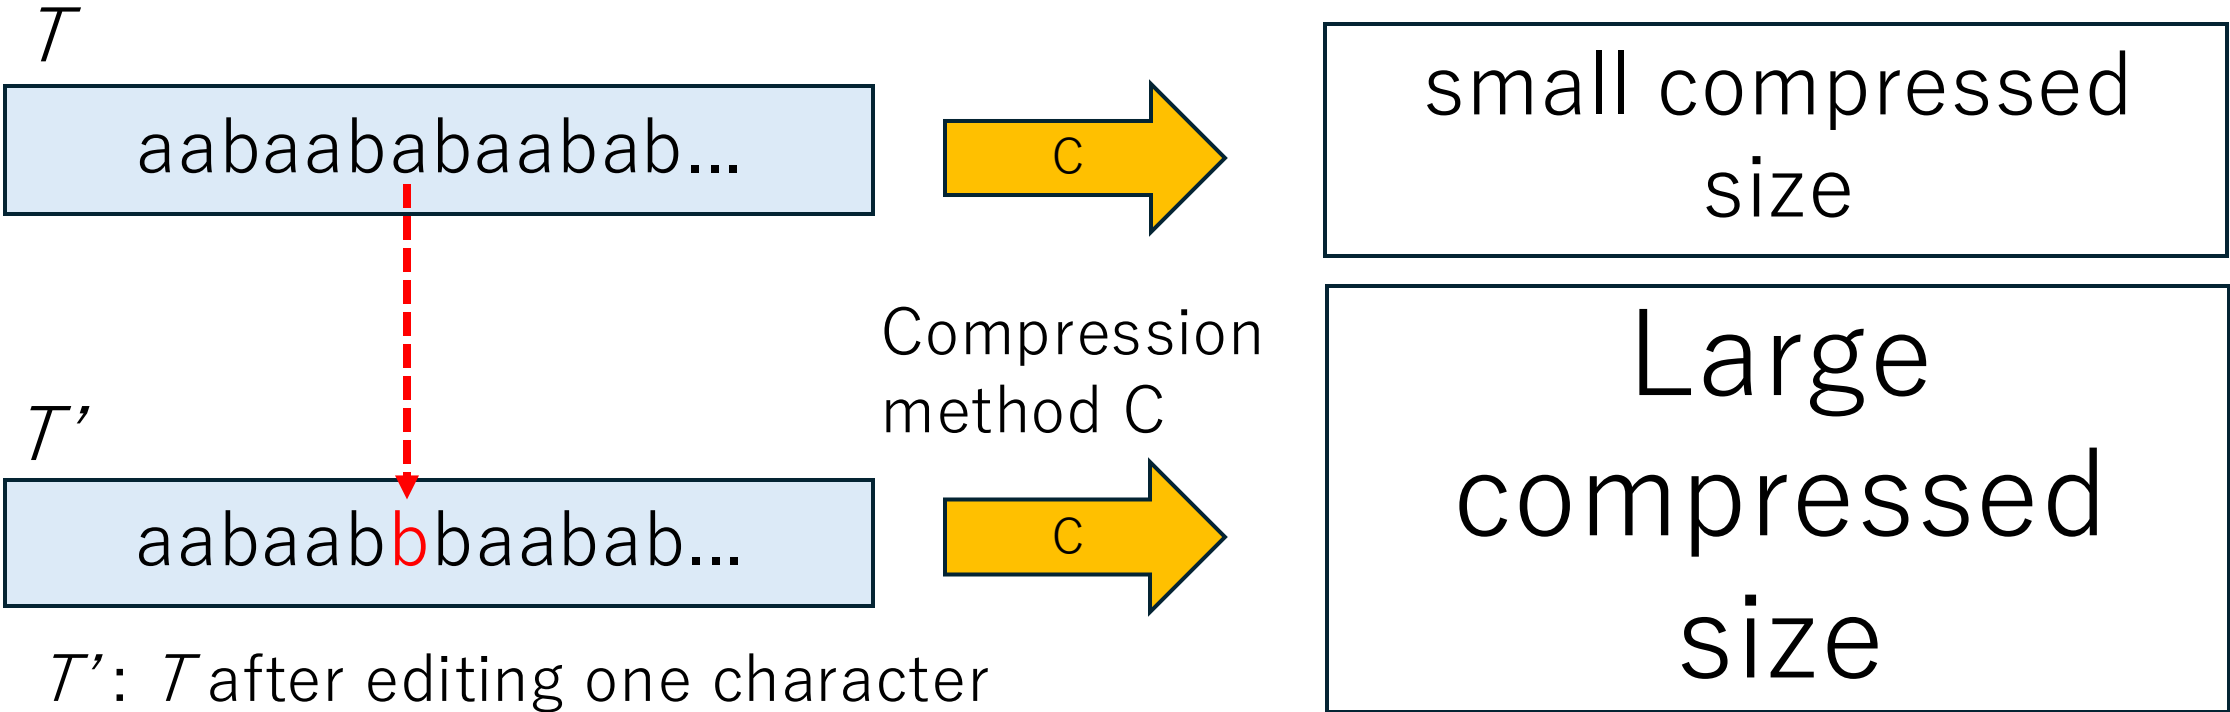 T
aabaababaabab...
C
small compressed
size
Compression
method C
T’
aabaabbbaabab...
C
Large
compressed
size
T’: T after editing one character